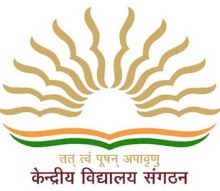 तत् त्वं पूषन् अपावृणु
केन्द्रीय विद्यालय संगठन